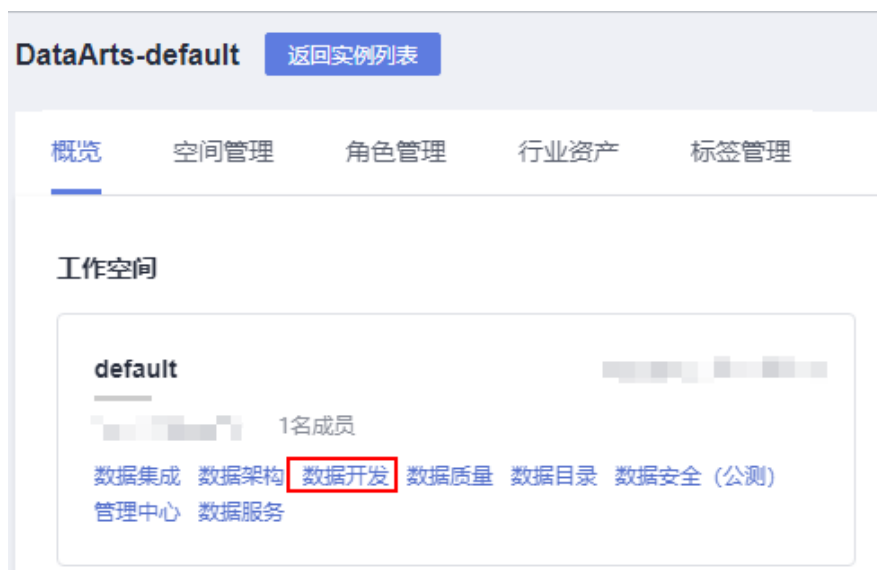 DataArts-default 返回实例列表
概览 空间管理 角色管理 行业资产 标签管理
工作空间
default
1名成员
数据集成 数据架构 数据开发 数据质量 数据目录 数据安全 (公测)
管理中心 数据服务